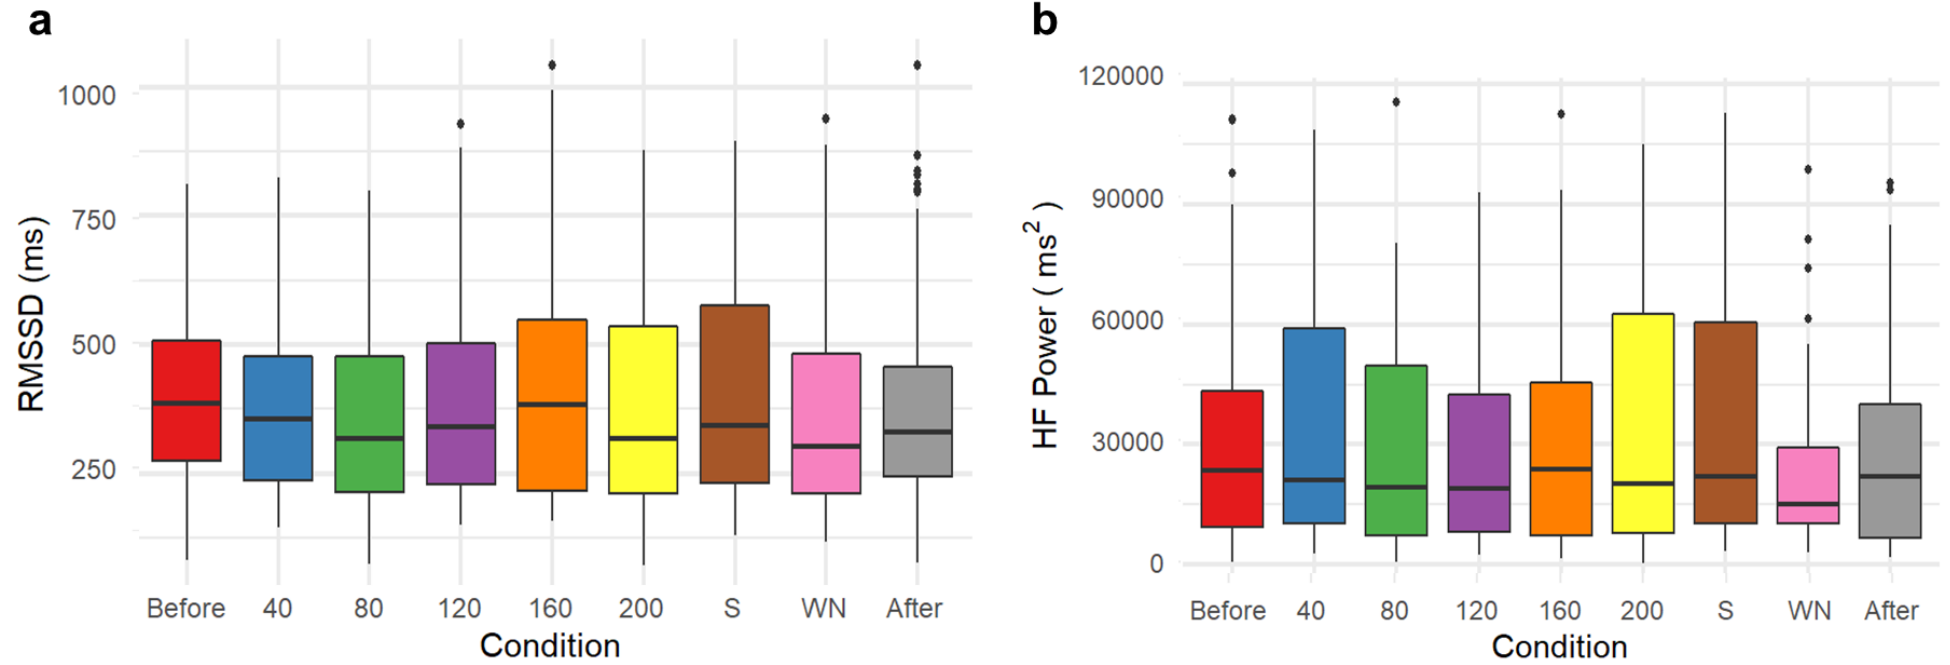 a
1000
750
500
250
RMSSD (ms)
Before 40 80 120 160 200 S WN After
Condition
b
120000
90000
60000
30000
0
HF Power ( ms2 )
Before 40 80 120 160 200 S WN After
Condition